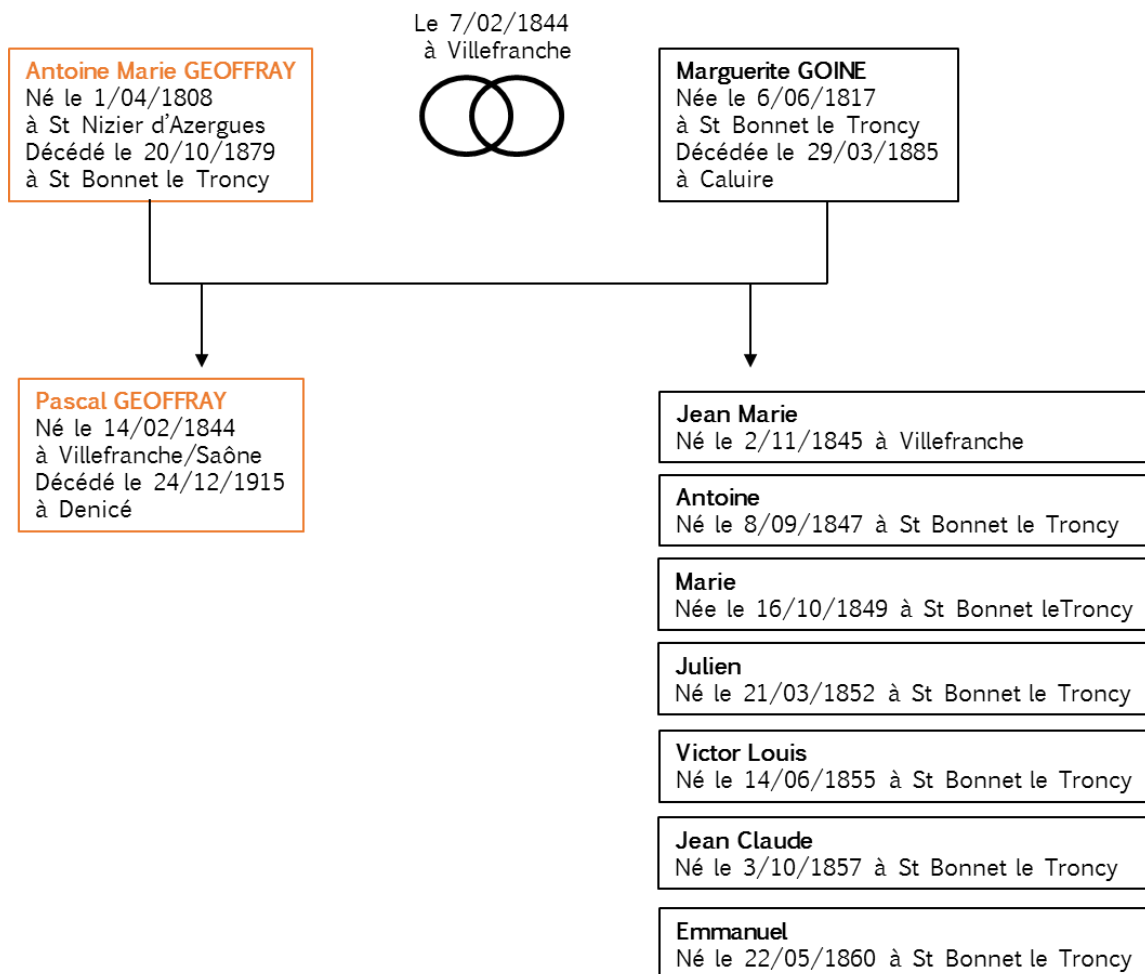 Le 7/02/1844
à Villefranche
Antoine Marie GEOFFRAY
Né le 1/04/1808
à St Nizier d'Azergues
Décédé le 20/10/1879
à St Bonnet le Troncy
Marguerite GOINE
Née le 6/06/1817
à St Bonnet le Troncy
Décédée le 29/03/1885
à Caluire
Pascal GEOFFRAY
Né le 14/02/1844
à Villefranche/Saône
Décédé le 24/12/1915
à Denicé
Jean Marie
Né le 2/11/1845 à Villefranche
Antoine
Né le 8/09/1847 à St Bonnet le Troncy
Marie
Née le 16/10/1849 à St Bonnet leTroncy
Julien
Né le 21/03/1852 à St Bonnet le Troncy
Victor Louis
Né le 14/06/1855 à St Bonnet le Troncy
Jean Claude
Né le 3/10/1857 à St Bonnet le Troncy
Emmanuel
Né le 22/05/1860 à St Bonnet le Troncy